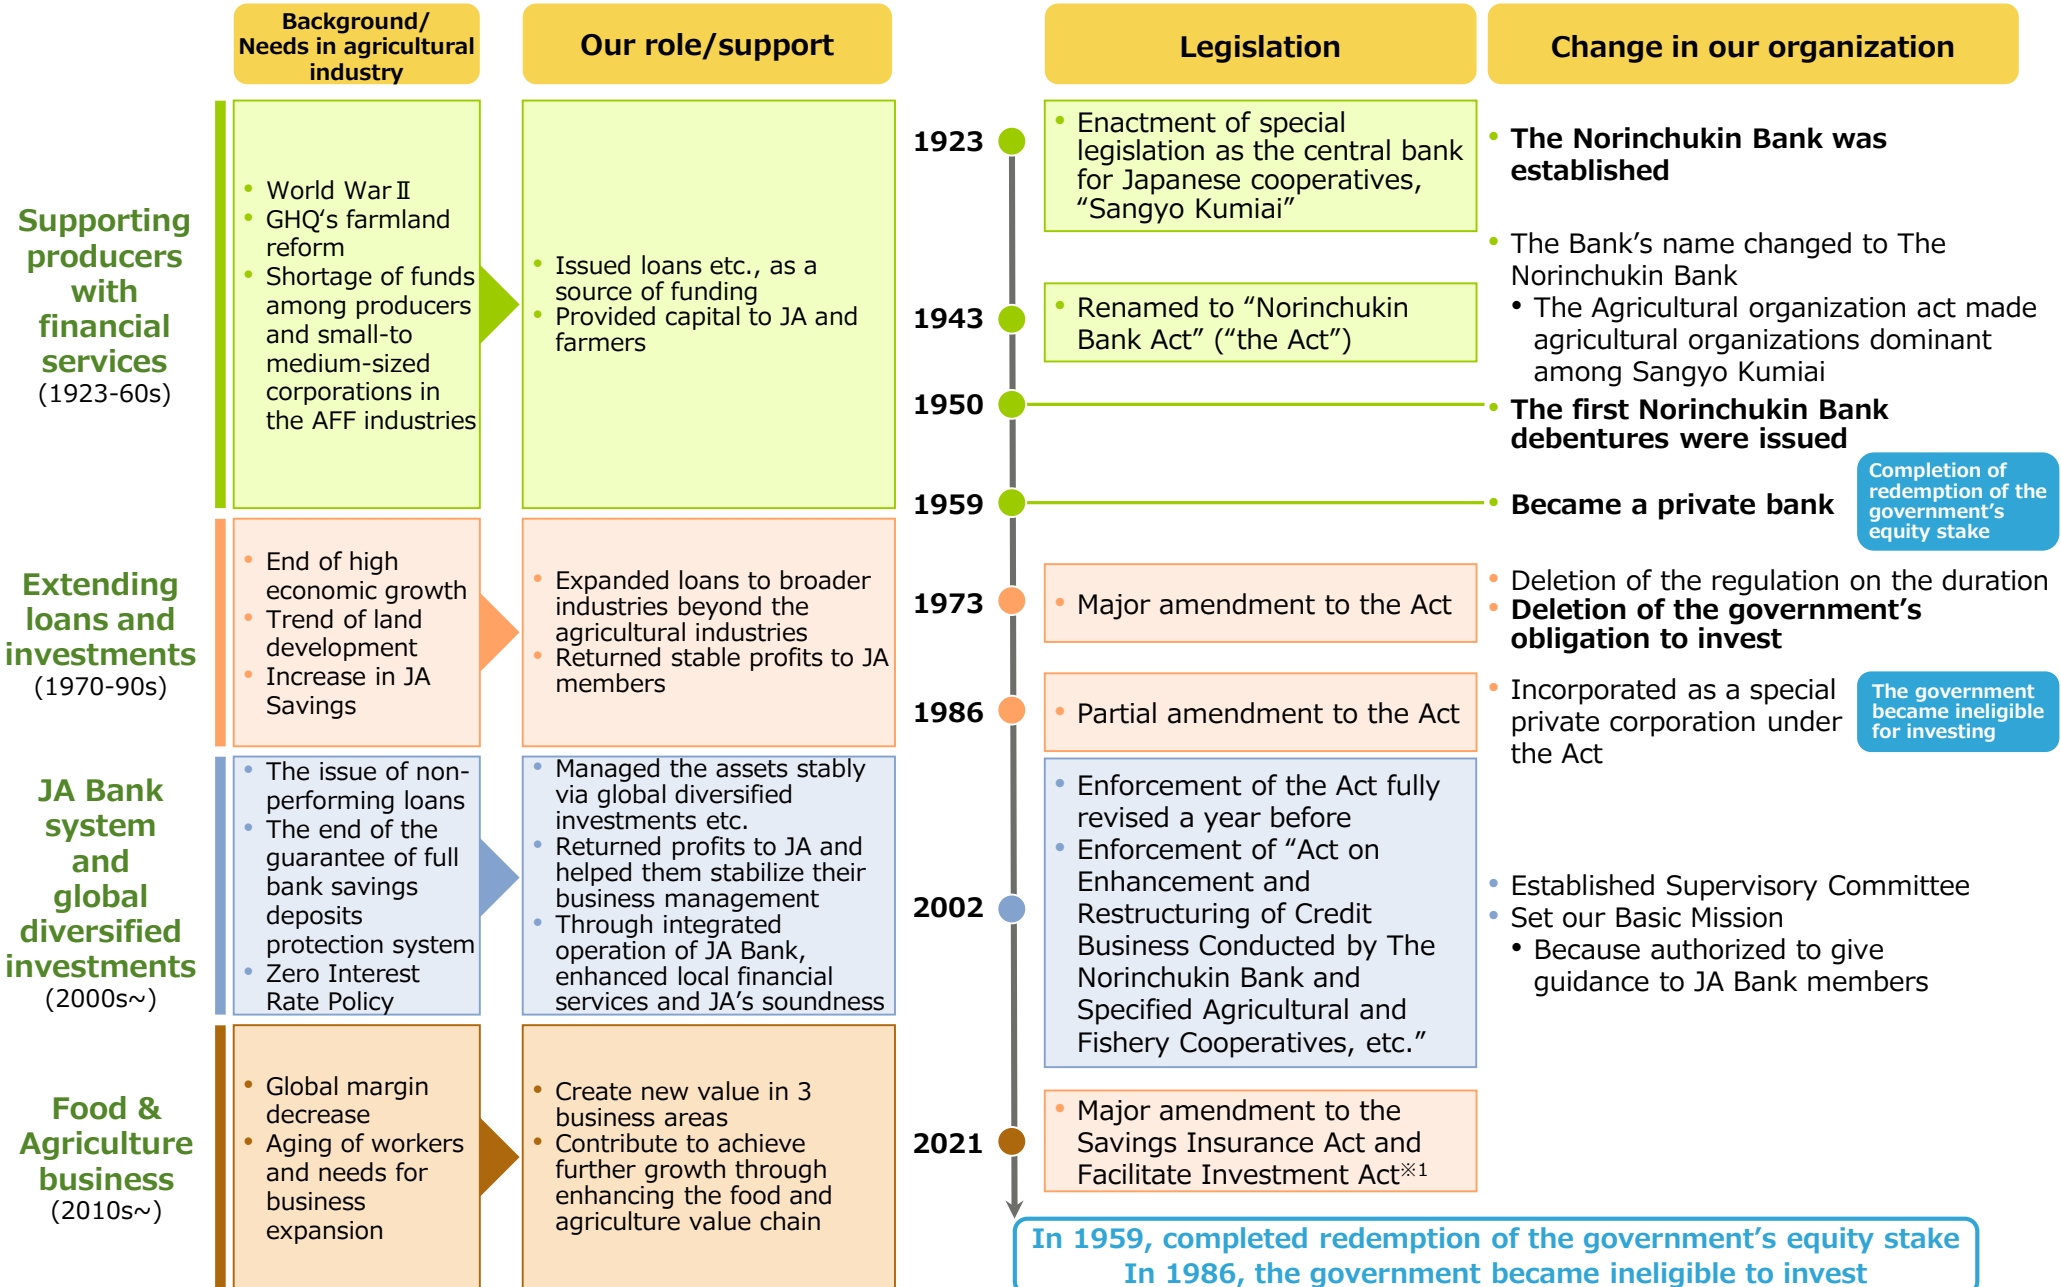 Background/
Needs in agricultural
industry
Our role/support
Legislation
Change in our organization
Supporting
producers
with
financial
services
(1923-60s)
• World WarⅡ
• GHQ‘s farmland
reform
• Shortage of funds
among producers
and small-to
medium-sized
corporations in
the AFF industries
• Issued loans etc., as a
source of funding
• Provided capital to JA and
farmers
1923
• Enactment of special
legislation as the central bank
for Japanese cooperatives,
“Sangyo Kumiai”
• The Norinchukin Bank was
established
1943
• Renamed to “Norinchukin
Bank Act” (“the Act”)
• The Bank’s name changed to The
Norinchukin Bank
• The Agricultural organization act made
agricultural organizations dominant
among Sangyo Kumiai
1950
• The first Norinchukin Bank
debentures were issued
1959
• Became a private bank
Completion of
redemption of the
government’s
equity stake
Extending
loans and
investments
(1970-90s)
• End of high
economic growth
• Trend of land
development
• Increase in JA
Savings
• Expanded loans to broader
industries beyond the
agricultural industries
• Returned stable profits to JA
members
1973
• Major amendment to the Act
• Deletion of the regulation on the duration
• Deletion of the government’s
obligation to invest
1986
• Partial amendment to the Act
• Incorporated as a special
private corporation under
the Act
The government
became ineligible
for investing
JA Bank
system
and
global
diversified
investments
(2000s~)
• The issue of non-
performing loans
• The end of the
guarantee of full
bank savings
deposits
protection system
• Zero Interest
Rate Policy
• Managed the assets stably
via global diversified
investments etc.
• Returned profits to JA and
helped them stabilize their
business management
• Through integrated
operation of JA Bank,
enhanced local financial
services and JA’s soundness
2002
• Enforcement of the Act fully
revised a year before
• Enforcement of “Act on
Enhancement and
Restructuring of Credit
Business Conducted by The
Norinchukin Bank and
Specified Agricultural and
Fishery Cooperatives, etc.”
• Established Supervisory Committee
• Set our Basic Mission
• Because authorized to give
guidance to JA Bank members
Food &
Agriculture
business
(2010s~)
• Global margin
decrease
• Aging of workers
and needs for
business
expansion
• Create new value in 3
business areas
• Contribute to achieve
further growth through
enhancing the food and
agriculture value chain
2021
• Major amendment to the
Savings Insurance Act and
Facilitate Investment Act※1
In 1959, completed redemption of the government’s equity stake
In 1986, the government became ineligible to invest